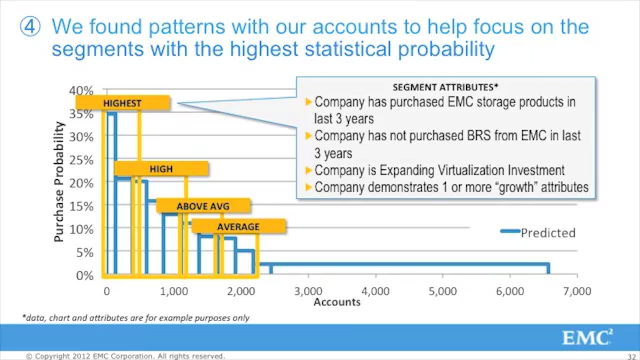 ④ We found patterns with our accounts to help focus on the
segments with the highest statistical probability
SEGMENT ATTRIBUTES*
Company has purchased EMC storage products in
last 3 years
Company has not purchased BRS from EMC in last
3 years
Company is Expanding Virtualization Investment
Company demonstrates 1 or more “growth” attributes
Purchase Probability
40%
35%
30%
25%
20%
15%
10%
5%
0%
HIGHEST
HIGH
ABOVE AVG
AVERAGE
Predicted
0 1,000 2,000 3,000 4,000 5,000 6,000 7,000
Accounts
*data, chart and attributes are for example purposes only
EMC²
© Copyright 2012 EMC Corporation. All rights reserved. 32